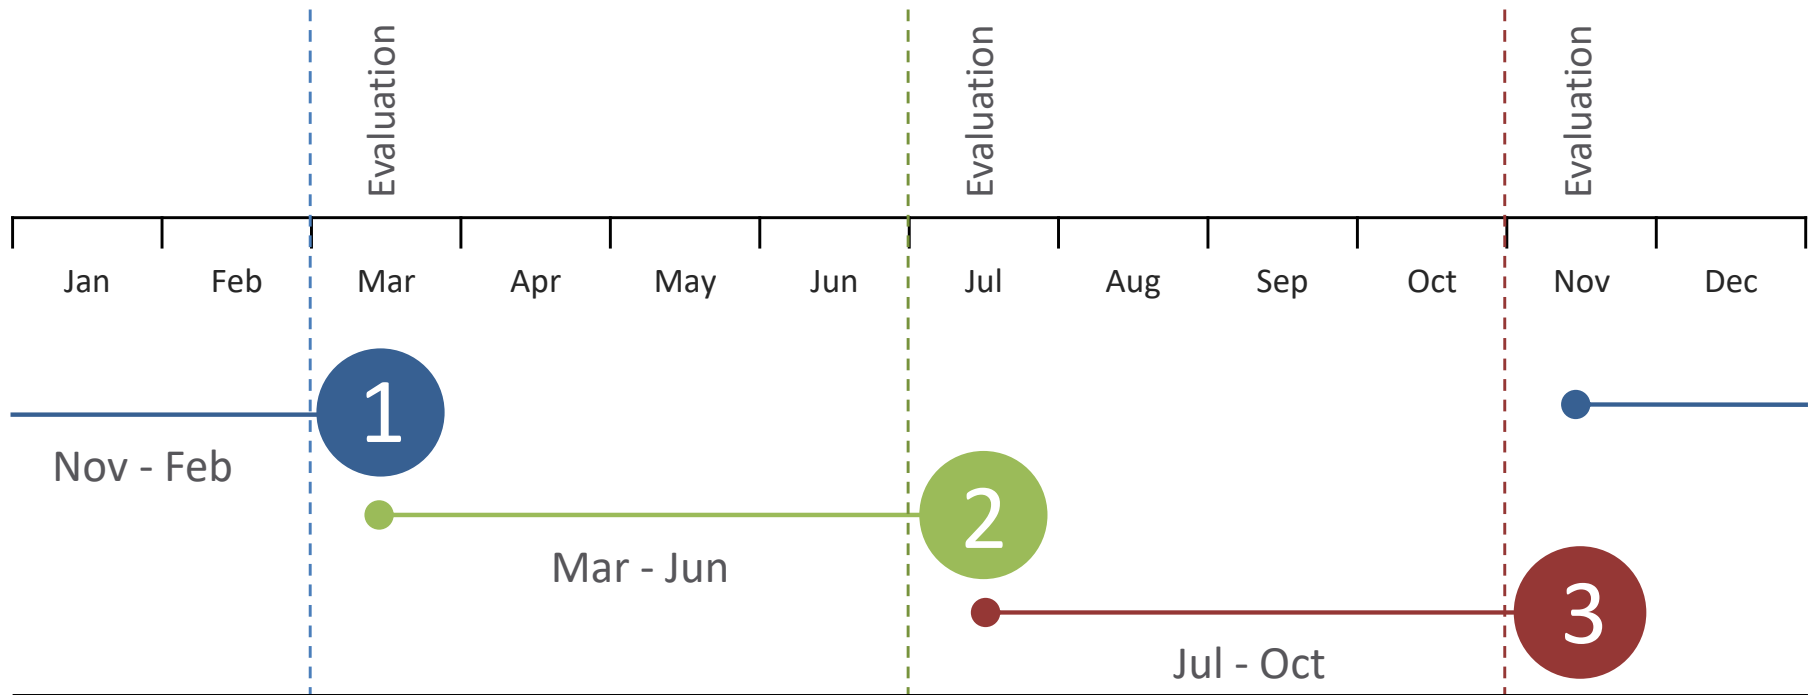 Evaluation
Evaluation
Evaluation
Jan Feb Mar Apr May Jun Jul Aug Sep Oct Nov Dec
1
Nov - Feb
2
Mar - Jun
3
Jul - Oct